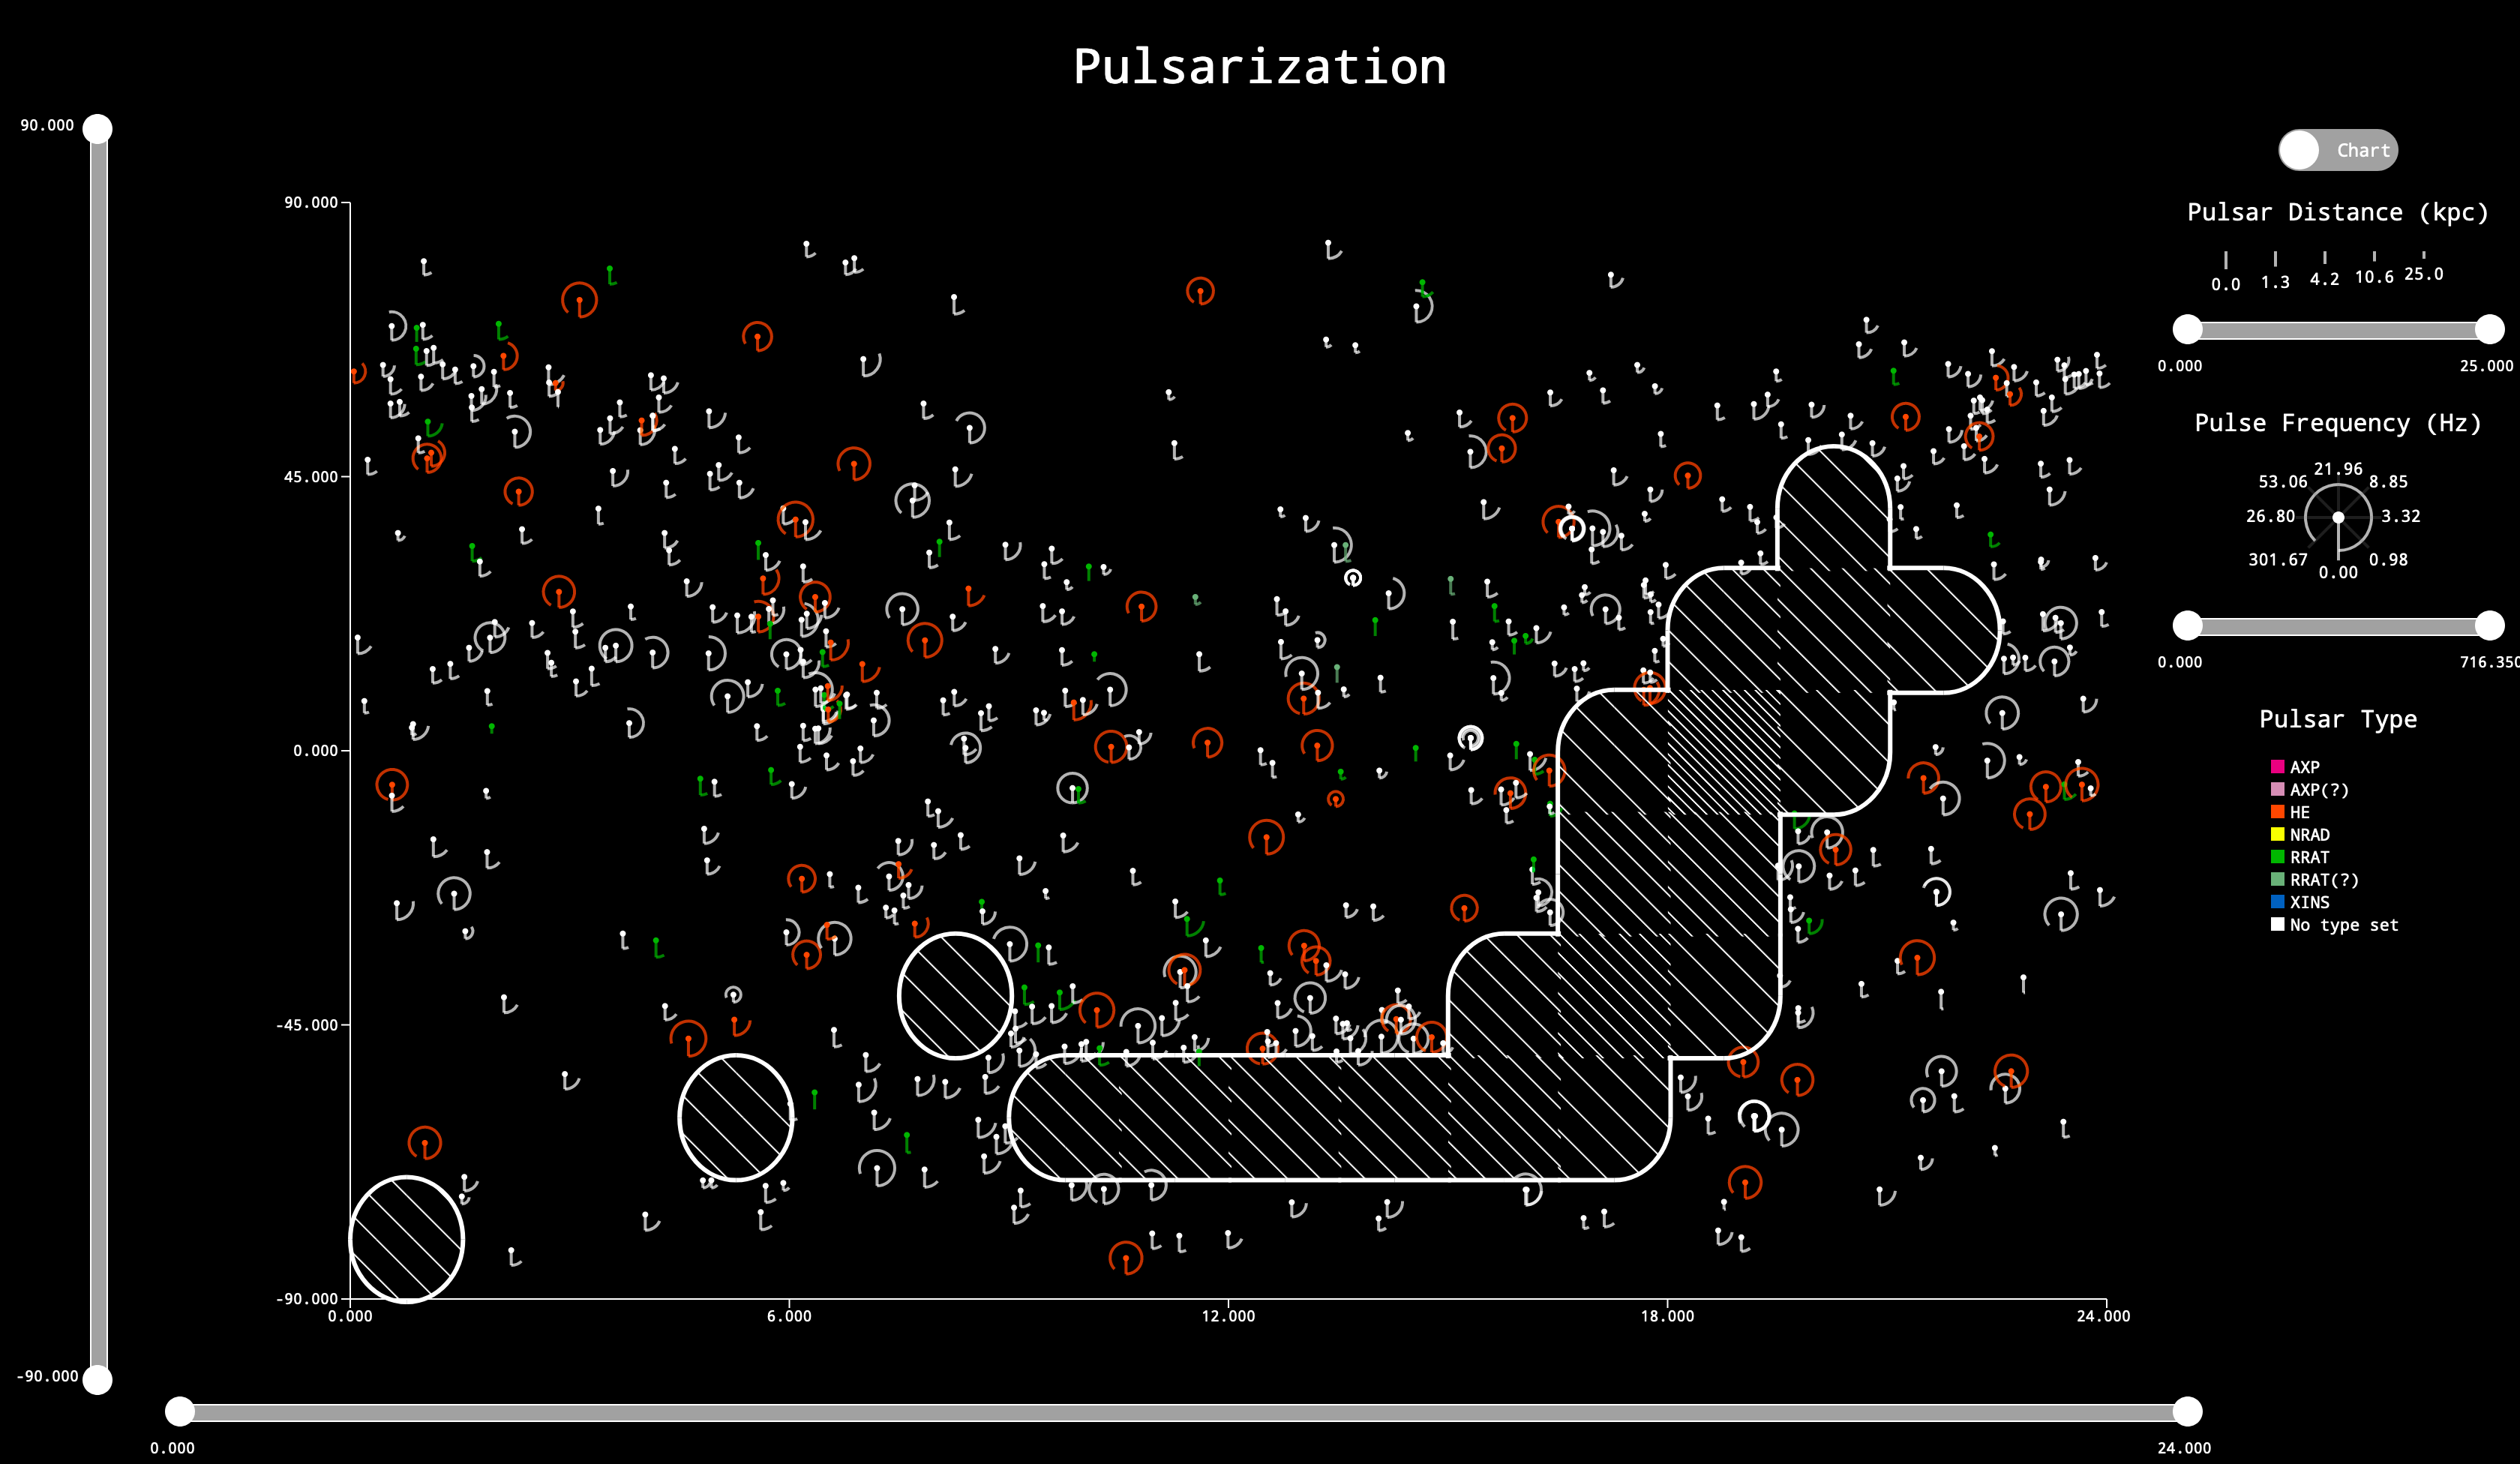 Pulsarization
90.000
-90.000
90.000
45.000
0.000
-45.000
-90.000
0.000
6.000
12.000
18.000
24.000
0.000
24.000
Chart
Pulsar Distance (kpc)
0.0
1.3
4.2
10.6
25.0
0.000
25.000
Pulse Frequency (Hz)
21.96
53.06
8.85
26.80
3.32
301.67
0.98
0.00
0.000
716.350
Pulsar Type
AXP
AXP(?)
HE
NRAD
RRAT
RRAT(?)
XINS
No type set